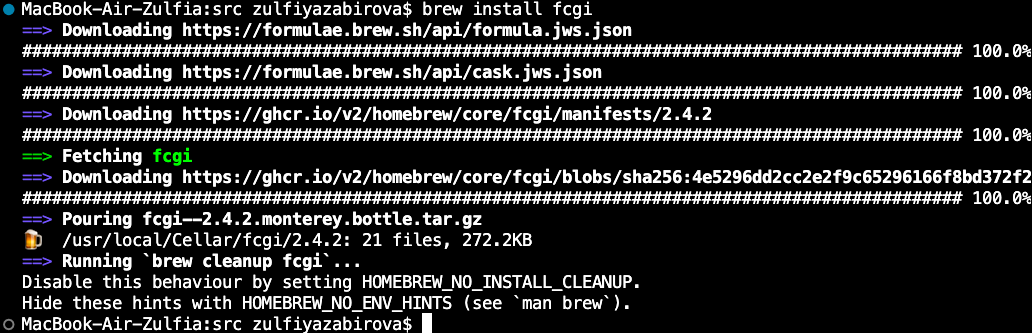 MacBook-Air-Zulfia:src zulfiyazabirova$ brew install fcgi
==> Downloading https://formulae.brew.sh/api/formula.jws.json
######################################################################## 100.0%
==> Downloading https://formulae.brew.sh/api/cask.jws.json
######################################################################## 100.0%
==> Downloading https://ghcr.io/v2/homebrew/core/fcgi/manifests/2.4.2
######################################################################## 100.0%
==> Fetching fcgi
==> Downloading https://ghcr.io/v2/homebrew/core/fcgi/blobs/sha256:4e5296dd2cc2e2f9c65296166f8bd372f2
######################################################################## 100.0%
==> Pouring fcgi--2.4.2.monterey.bottle.tar.gz
🍺 /usr/local/Cellar/fcgi/2.4.2: 21 files, 272.2KB
==> Running `brew cleanup fcgi`...
Disable this behaviour by setting HOMEBREW_NO_INSTALL_CLEANUP.
Hide these hints with HOMEBREW_NO_ENV_HINTS (see `man brew`).
MacBook-Air-Zulfia:src zulfiyazabirova$